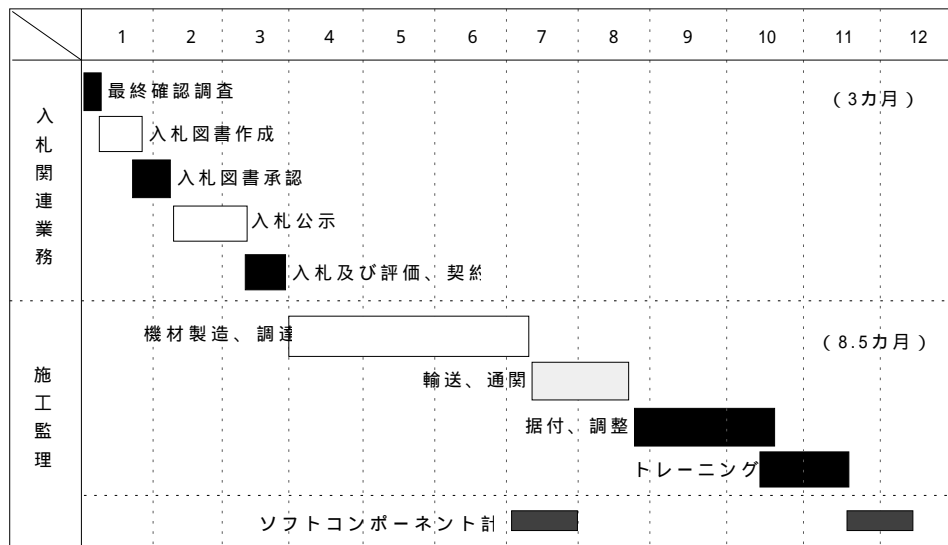 1 2 3 4 5 6 7 8 9 10 11 12
入札関連業務
最終確認調査
(3カ月)
入札図書作成
入札図書承認
入札公示
入札及び評価、契約
施工監理
機材製造、調達
(8.5カ月)
輸送、通関
据付、調整
トレーニング
ソフトコンポーネント計